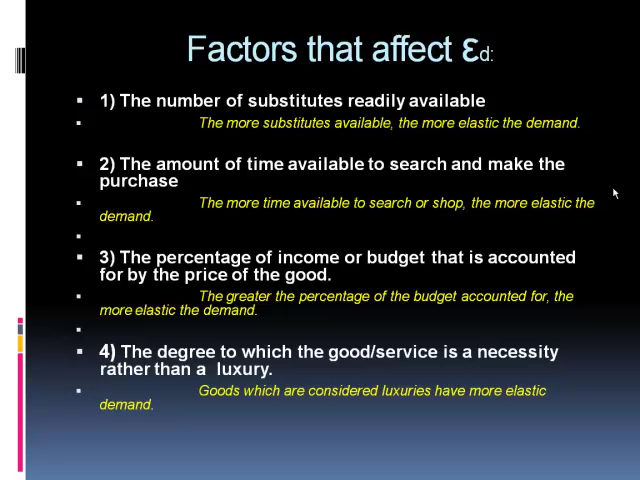 Factors that affect εd:
▪ 1) The number of substitutes readily available
▪ The more substitutes available, the more elastic the demand.
▪ 2) The amount of time available to search and make the
purchase
▪ The more time available to search or shop, the more elastic the
demand.
▪
▪ 3) The percentage of income or budget that is accounted
for by the price of the good.
▪ The greater the percentage of the budget accounted for, the
more elastic the demand.
▪
▪ 4) The degree to which the good/service is a necessity
rather than a luxury.
▪ Goods which are considered luxuries have more elastic
demand.